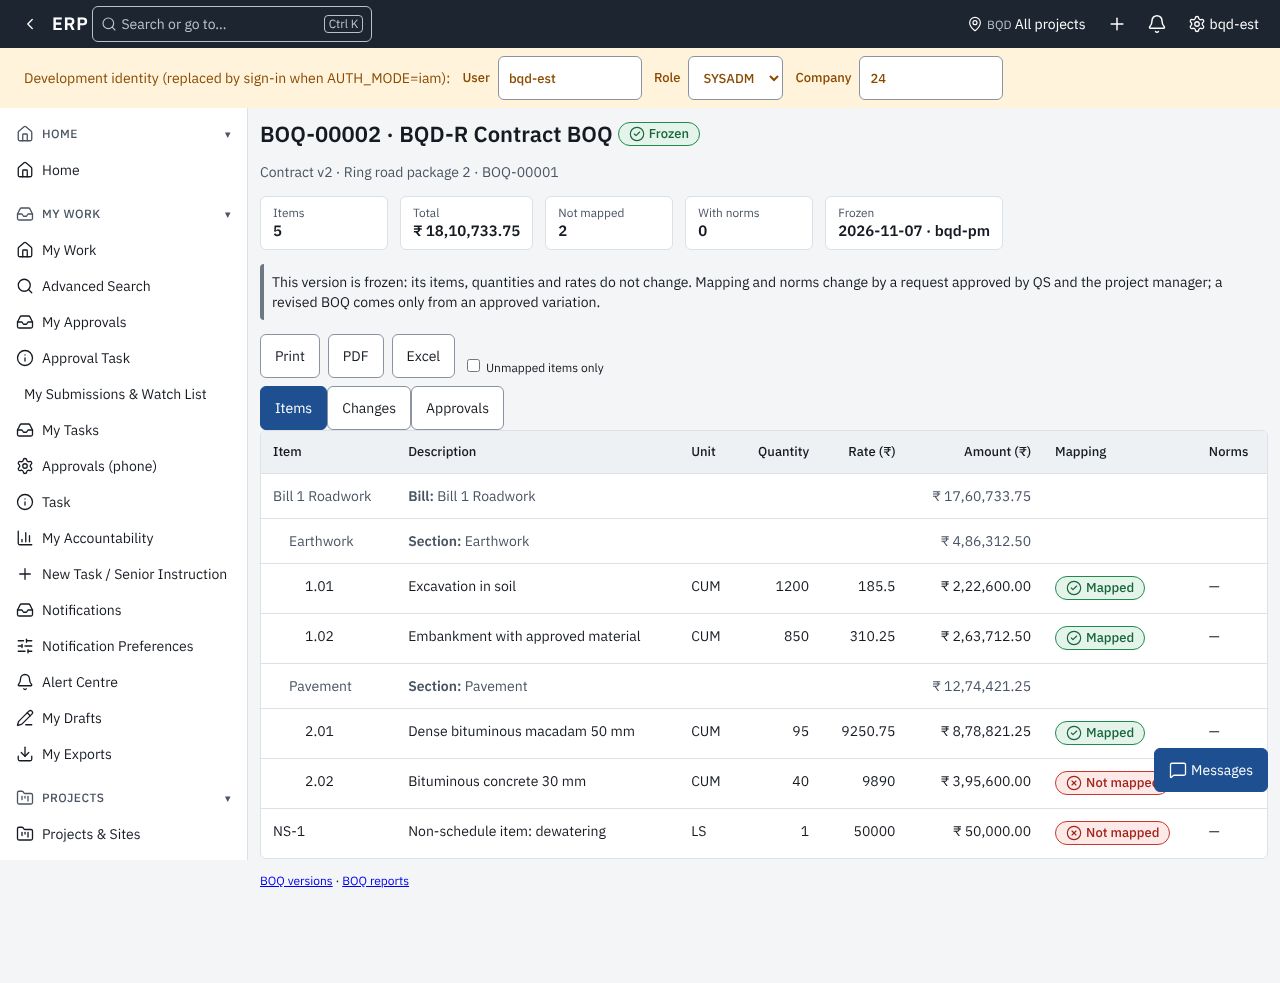 ERP Search or go to... Ctrl K BQD All projects bqd-est
Development identity (replaced by sign-in when AUTH_MODE=iam): User bqd-est Role SYSADM Company 24
HOME
Home
MY WORK
My Work
Advanced Search
My Approvals
Approval Task
My Submissions & Watch List
My Tasks
Approvals (phone)
Task
My Accountability
New Task / Senior Instruction
Notifications
Notification Preferences
Alert Centre
My Drafts
My Exports
PROJECTS
Projects & Sites
BOQ-00002 · BQD-R Contract BOQ Frozen
Contract v2 · Ring road package 2 · BOQ-00001
Items Total Not mapped With norms Frozen
5 ₹ 18,10,733.75 2 0 2026-11-07 · bqd-pm
This version is frozen: its items, quantities and rates do not change. Mapping and norms change by a request approved by QS and the project manager; a
revised BOQ comes only from an approved variation.
Print PDF Excel Unmapped items only
Items Changes Approvals
Item Description Unit Quantity Rate (₹) Amount (₹) Mapping Norms
Bill 1 Roadwork Bill: Bill 1 Roadwork ₹ 17,60,733.75
Earthwork Section: Earthwork ₹ 4,86,312.50
1.01 Excavation in soil CUM 1200 185.5 ₹ 2,22,600.00 Mapped —
1.02 Embankment with approved material CUM 850 310.25 ₹ 2,63,712.50 Mapped —
Pavement Section: Pavement ₹ 12,74,421.25
2.01 Dense bituminous macadam 50 mm CUM 95 9250.75 ₹ 8,78,821.25 Mapped —
Messages
2.02 Bituminous concrete 30 mm CUM 40 9890 ₹ 3,95,600.00 Not mapped
NS-1 Non-schedule item: dewatering LS 1 50000 ₹ 50,000.00 Not mapped —
BOQ versions · BOQ reports